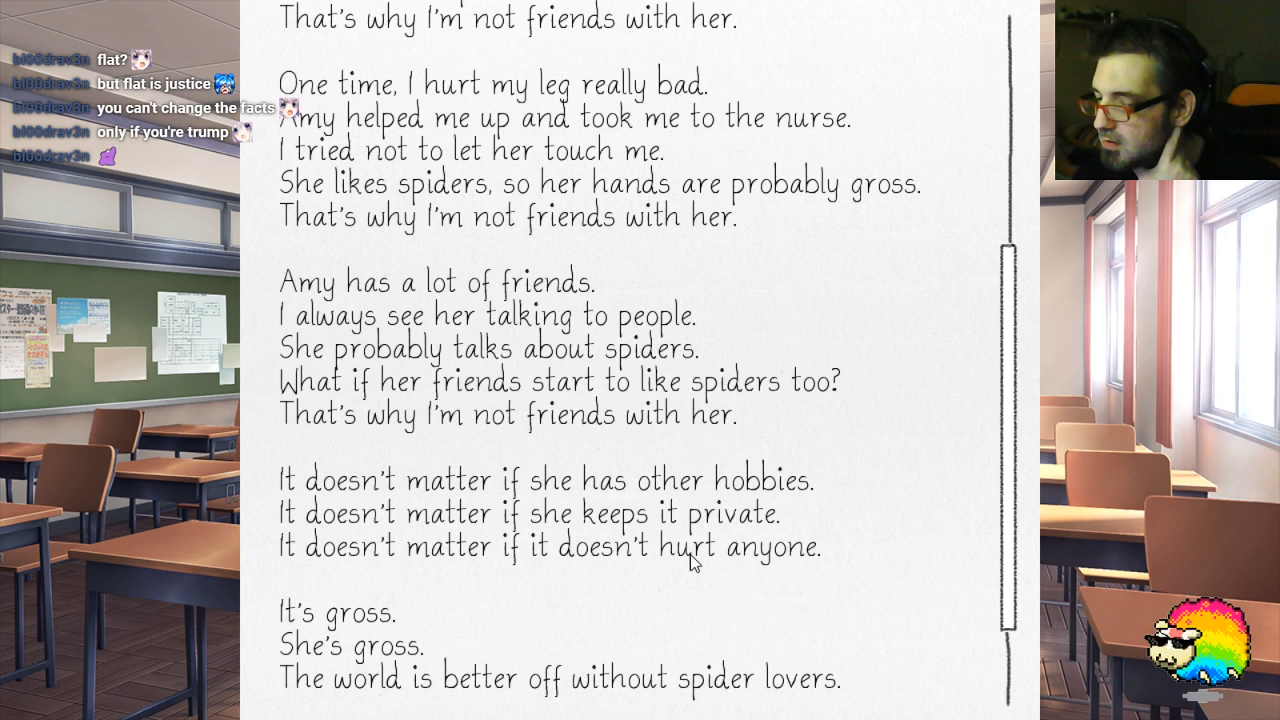 That's why I'm not friends with her.
bl00drav3n flat?
bl00drav3n but flat is justice
bl00drav3n you can't change the facts
bl00drav3n only if you're trump
bl00drav3n
One time, I hurt my leg really bad.
Amy helped me up and took me to the nurse.
I tried not to let her touch me.
She likes spiders, so her hands are probably gross.
That's why I'm not friends with her.
Amy has a lot of friends.
I always see her talking to people.
She probably talks about spiders.
What if her friends start to like spiders too?
That's why I'm not friends with her.
It doesn't matter if she has other hobbies.
It doesn't matter if she keeps it private.
It doesn't matter if it doesn't hurt anyone.
It's gross.
She's gross.
The world is better off without spider lovers.